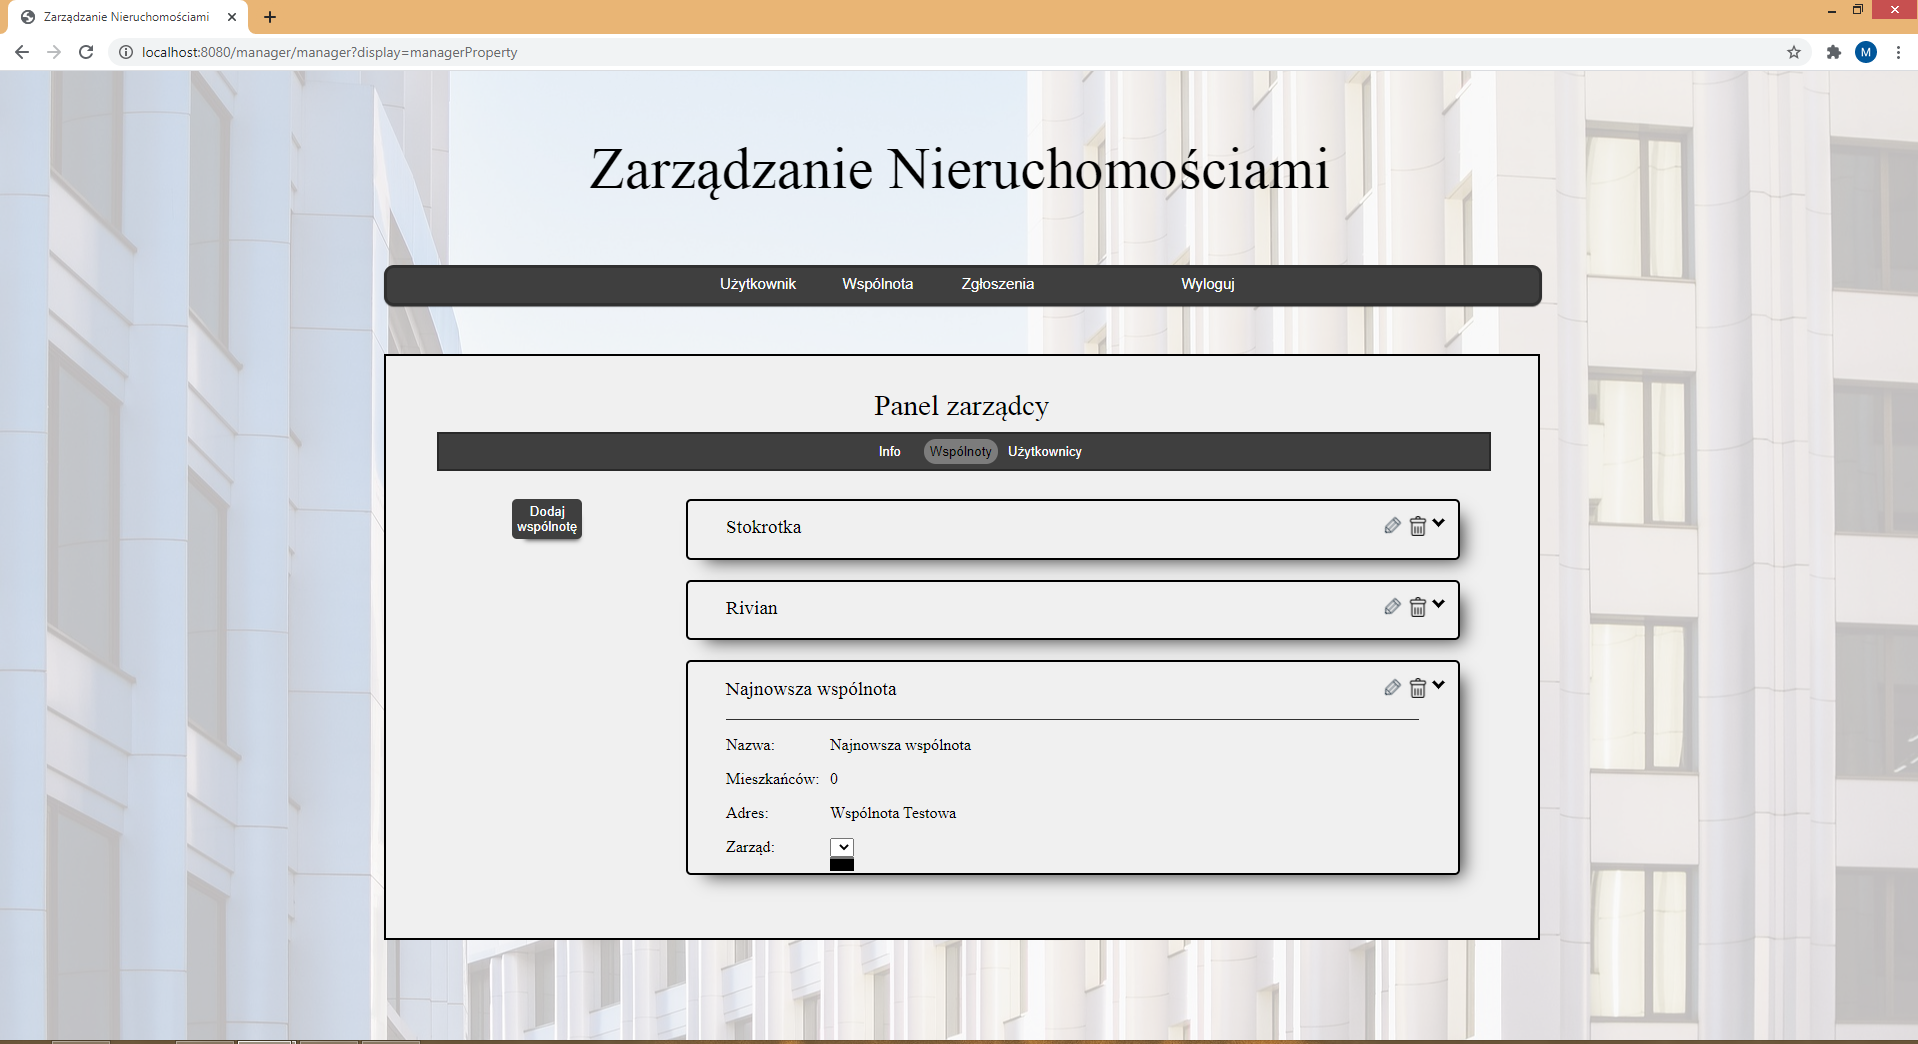 Zarządzanie Nieruchomościami
localhost:8080/manager/manager?display=managerProperty
M
Zarządzanie Nieruchomościami
Użytkownik Wspólnota Zgłoszenia Wyloguj
Panel zarządcy
Info Wspólnoty Użytkownicy
Dodaj
wspólnotę
Stokrotka
Rivian
Najnowsza wspólnota
Nazwa: Najnowsza wspólnota
Mieszkańców: 0
Adres: Wspólnota Testowa
Zarząd: